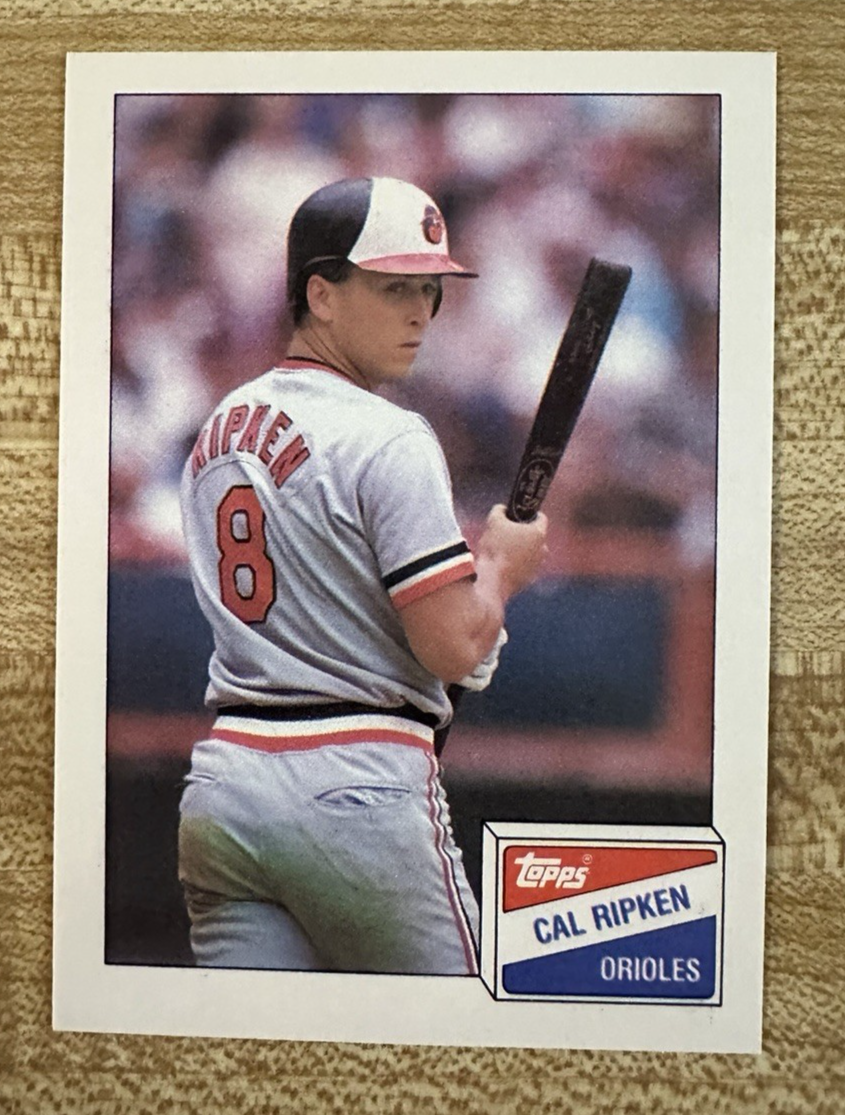 RIPKEN
8
Topps®
CAL RIPKEN
ORIOLES